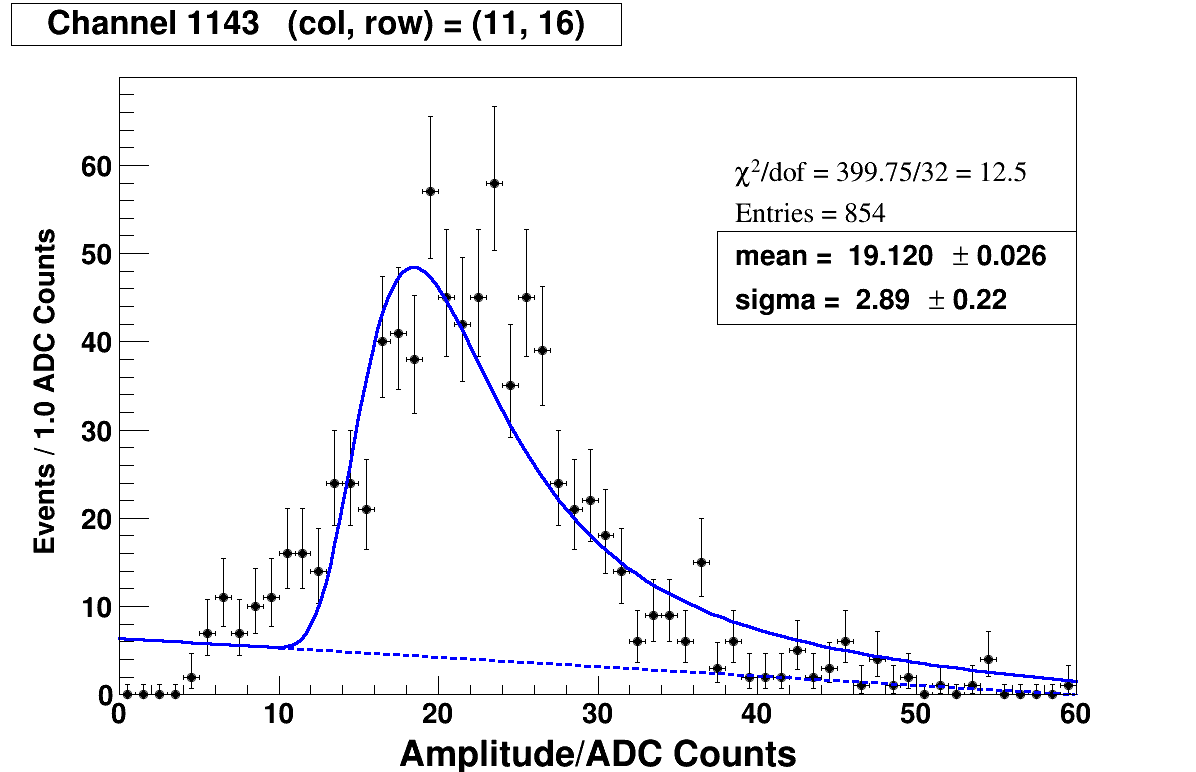 Channel 1143 (col, row) = (11, 16)
χ²/dof = 399.75/32 = 12.5
Entries = 854
mean = 19.120 ± 0.026
sigma = 2.89 ± 0.22
Events / 1.0 ADC Counts
60
50
40
30
20
10
0
0 10 20 30 40 50 60
Amplitude/ADC Counts